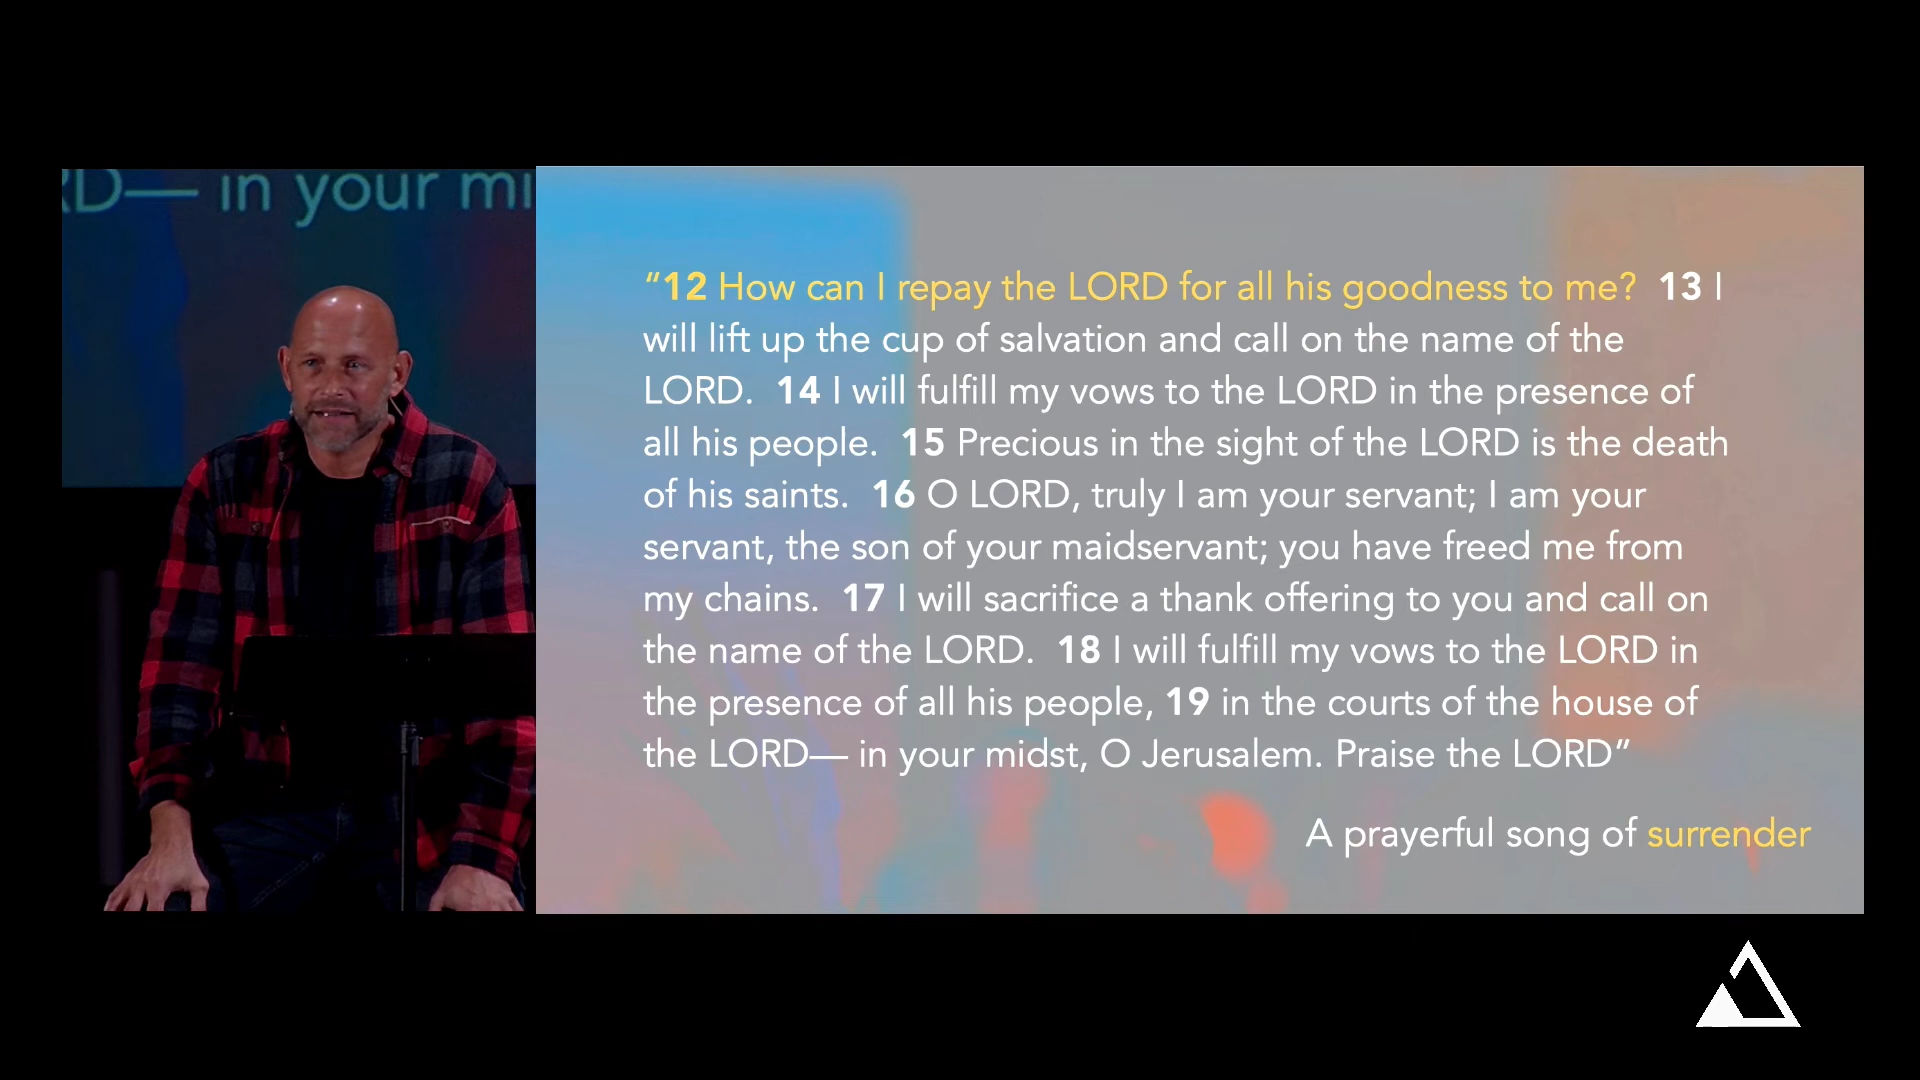 RD— in your mi
“12 How can I repay the LORD for all his goodness to me?  13 I
will lift up the cup of salvation and call on the name of the
LORD.  14 I will fulfill my vows to the LORD in the presence of
all his people.  15 Precious in the sight of the LORD is the death
of his saints.  16 O LORD, truly I am your servant; I am your
servant, the son of your maidservant; you have freed me from
my chains.  17 I will sacrifice a thank offering to you and call on
the name of the LORD.  18 I will fulfill my vows to the LORD in
the presence of all his people, 19 in the courts of the house of
the LORD— in your midst, O Jerusalem. Praise the LORD”
A prayerful song of surrender